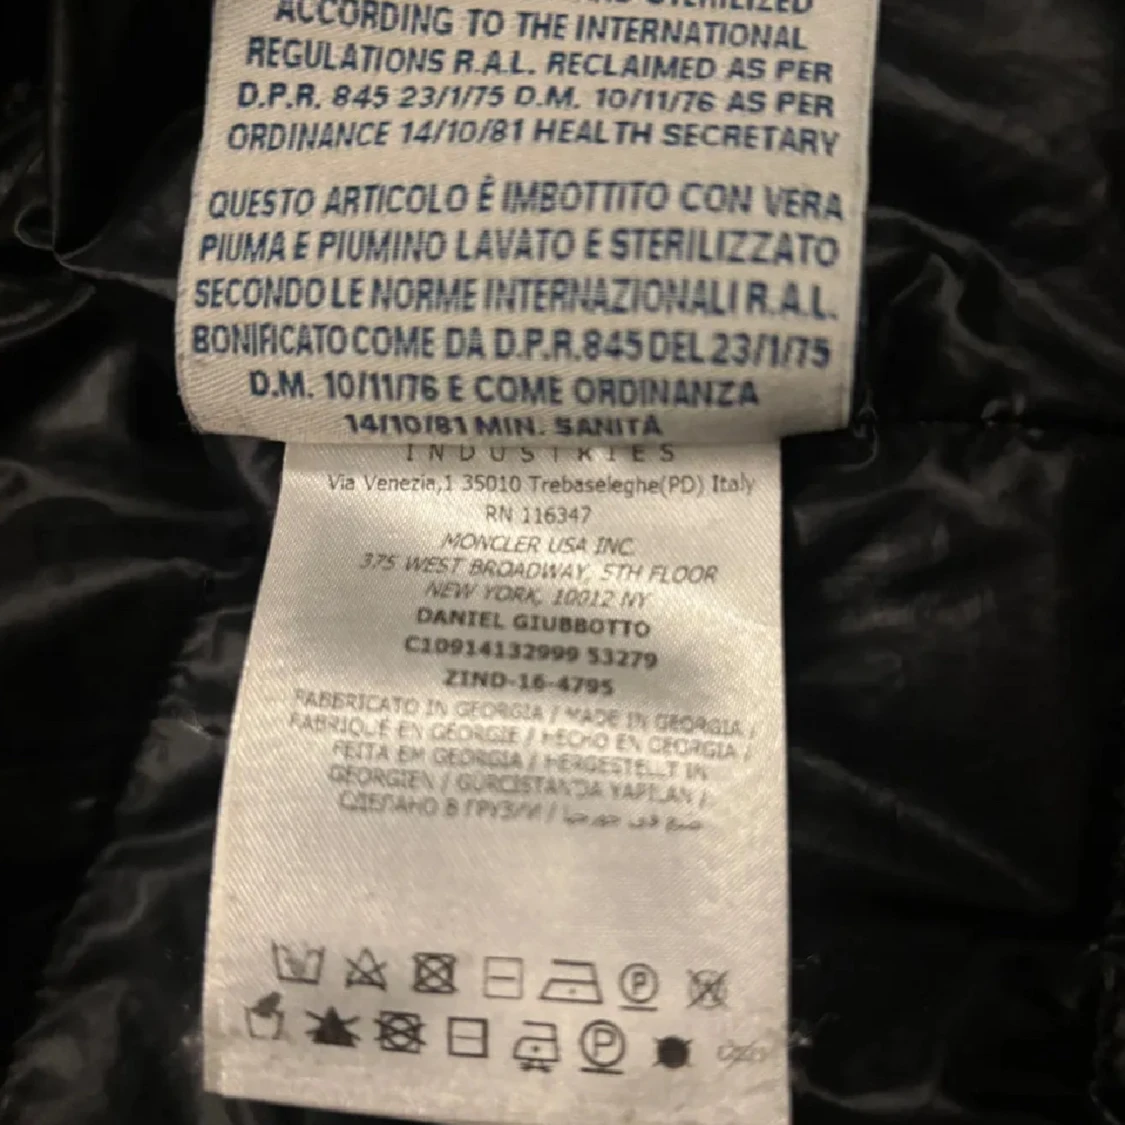 STERILIZED
ACCORDING TO THE INTERNATIONAL
REGULATIONS R.A.L. RECLAIMED AS PER
D.P.R. 845 23/1/75 D.M. 10/11/76 AS PER
ORDINANCE 14/10/81 HEALTH SECRETARY
QUESTO ARTICOLO Ê IMBOTTITO CON VERA
PIUMA E PIUMINO LAVATO E STERILIZZATO
SECONDO LE NORME INTERNAZIONALI R.A.L.
BONIFICATO COME DA D.P.R.845 DEL 23/1/75
D.M. 10/11/76 E COME ORDINANZA
14/10/81 MIN. SANITÀ
INDUSTRIES
Via Venezia,1 35010 Trebaseleghe(PD) Italy
RN 116347
MONCLER USA INC.
375 WEST BROADWAY, 5TH FLOOR
NEW YORK, 10012 NY
DANIEL GIUBBOTTO
C10914132999 53279
ZIND-16-4795
FABBRICATO IN GEORGIA / MADE IN GEORGIA /
FABRIQUÉ EN GÉORGIE / HECHO EN GEORGIA /
FEITA EM GEORGIA / HERGESTELLT IN
GEORGIEN / GÜRCISTANDA YAPILAN /
СДЕЛАНО В ГРУЗИИ /
P
P